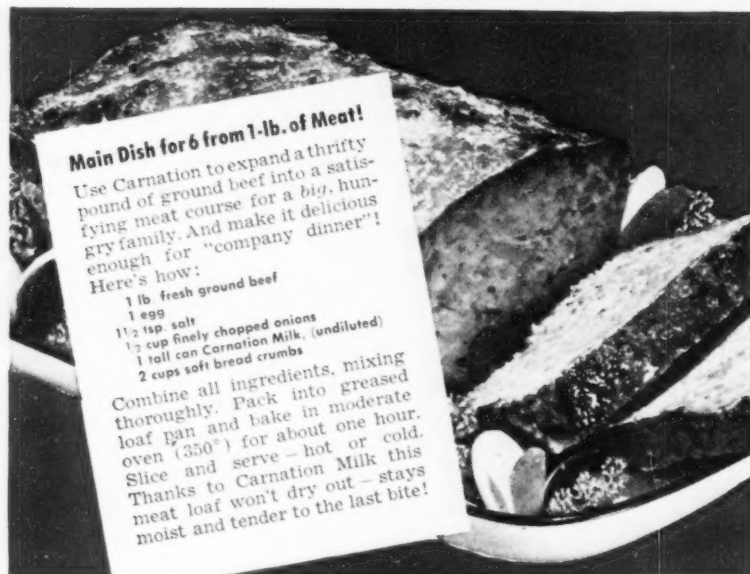 Main Dish for 6 from 1-lb. of Meat!
Use Carnation to expand a thrifty
pound of ground beef into a satis-
fying meat course for a big, hun-
gry family. And make it delicious
enough for "company dinner"!
Here's how:
1 lb. fresh ground beef
1 egg
1½ tsp. salt
½ cup finely chopped onions
1 tall can Carnation Milk, (undiluted)
2 cups soft bread crumbs
Combine all ingredients, mixing
thoroughly. Pack into greased
loaf pan and bake in moderate
oven (350°) for about one hour.
Slice and serve – hot or cold.
Thanks to Carnation Milk this
meat loaf won't dry out – stays
moist and tender to the last bite!